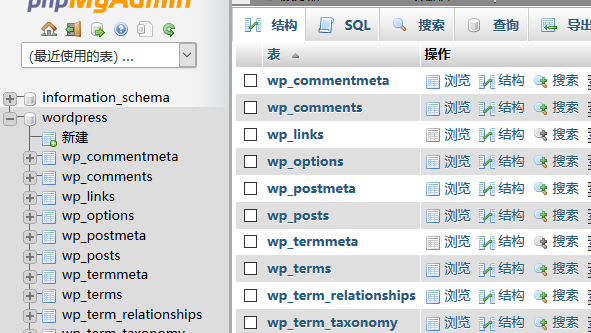 phpMyAdmin
(最近使用的表) ...
information_schema
wordpress
新建
wp_commentmeta
wp_comments
wp_links
wp_options
wp_postmeta
wp_posts
wp_termmeta
wp_terms
wp_term_relationships
wp_term_taxonomy
结构 SQL 搜索 查询 导出
表 操作
wp_commentmeta 浏览 结构 搜索
wp_comments 浏览 结构 搜索
wp_links 浏览 结构 搜索
wp_options 浏览 结构 搜索
wp_postmeta 浏览 结构 搜索
wp_posts 浏览 结构 搜索
wp_termmeta 浏览 结构 搜索
wp_terms 浏览 结构 搜索
wp_term_relationships 浏览 结构 搜索
wp_term_taxonomy 浏览 结构 搜索